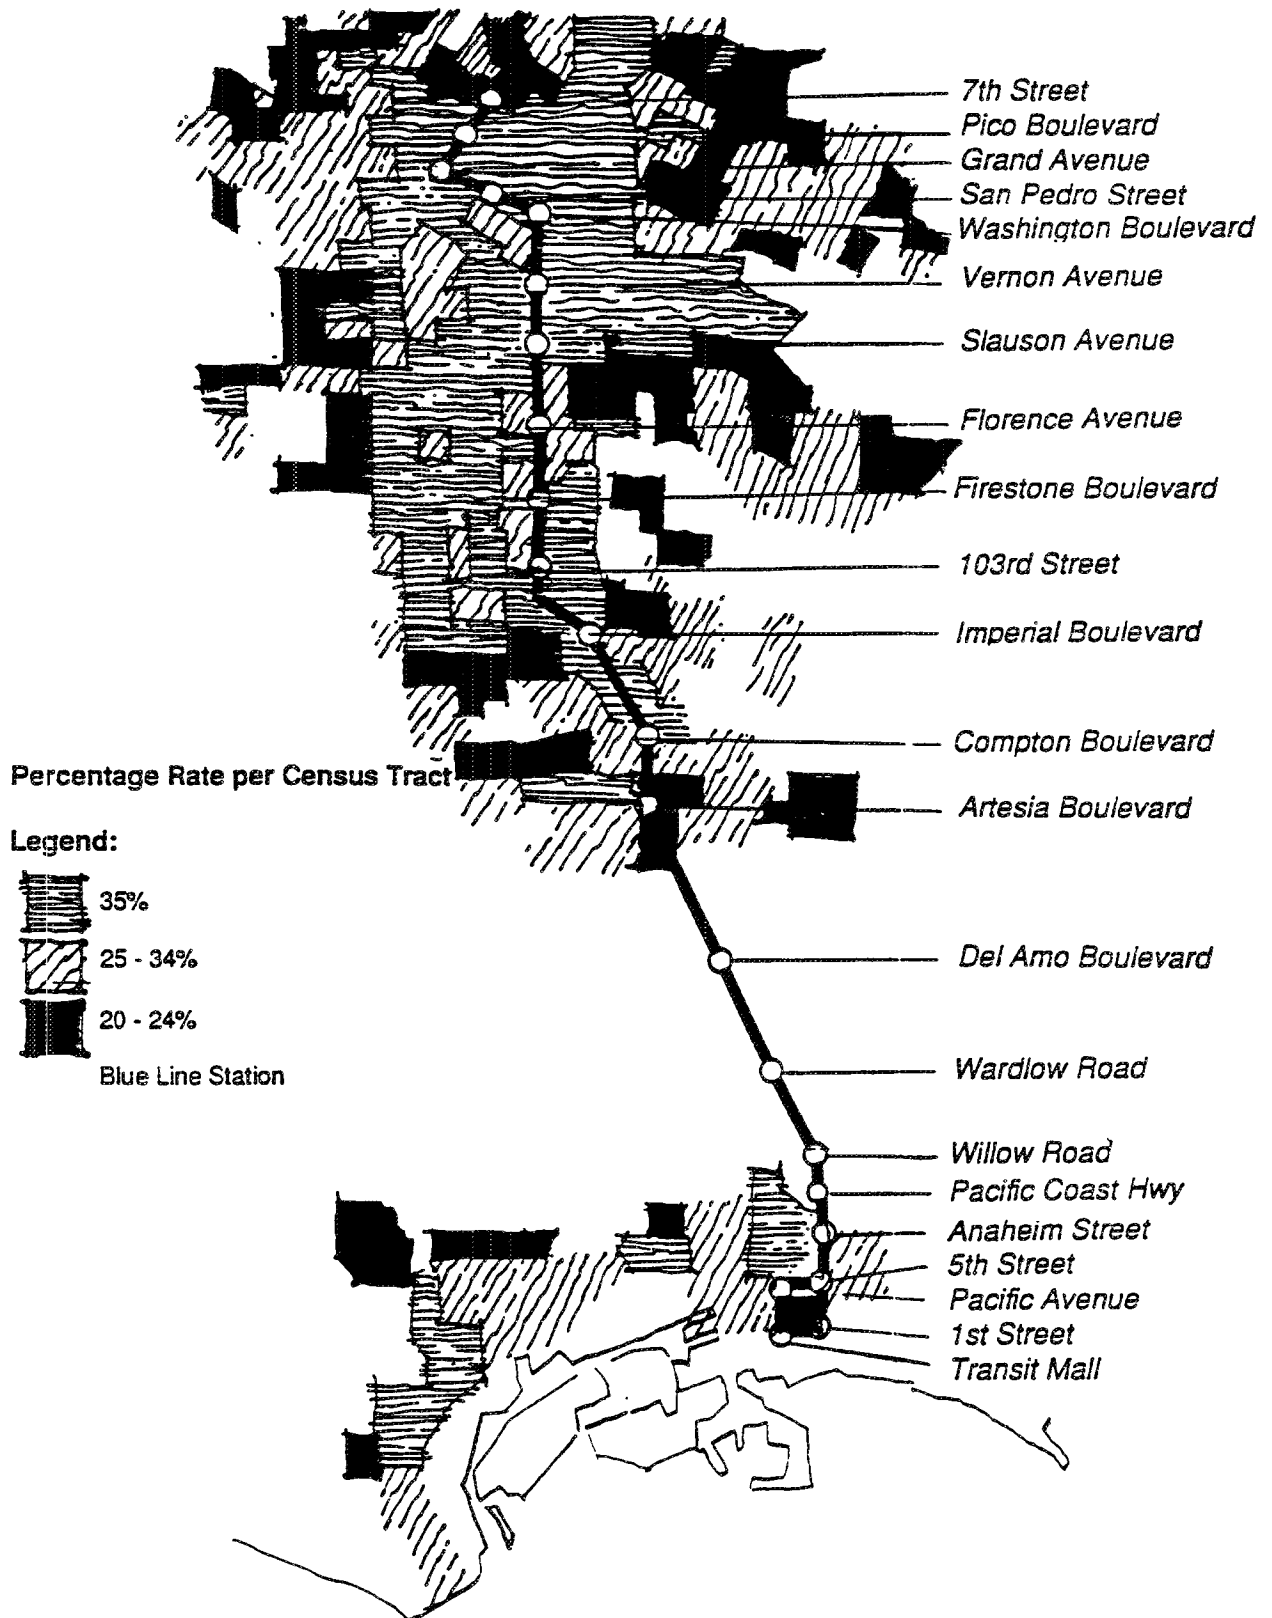 7th Street
Pico Boulevard
Grand Avenue
San Pedro Street
Washington Boulevard
Vernon Avenue
Slauson Avenue
Florence Avenue
Firestone Boulevard
103rd Street
Imperial Boulevard
Compton Boulevard
Percentage Rate per Census Tract
Artesia Boulevard
Legend:
35%
25 - 34%
20 - 24%
Blue Line Station
Del Amo Boulevard
Wardlow Road
Willow Road
Pacific Coast Hwy
Anaheim Street
5th Street
Pacific Avenue
1st Street
Transit Mall